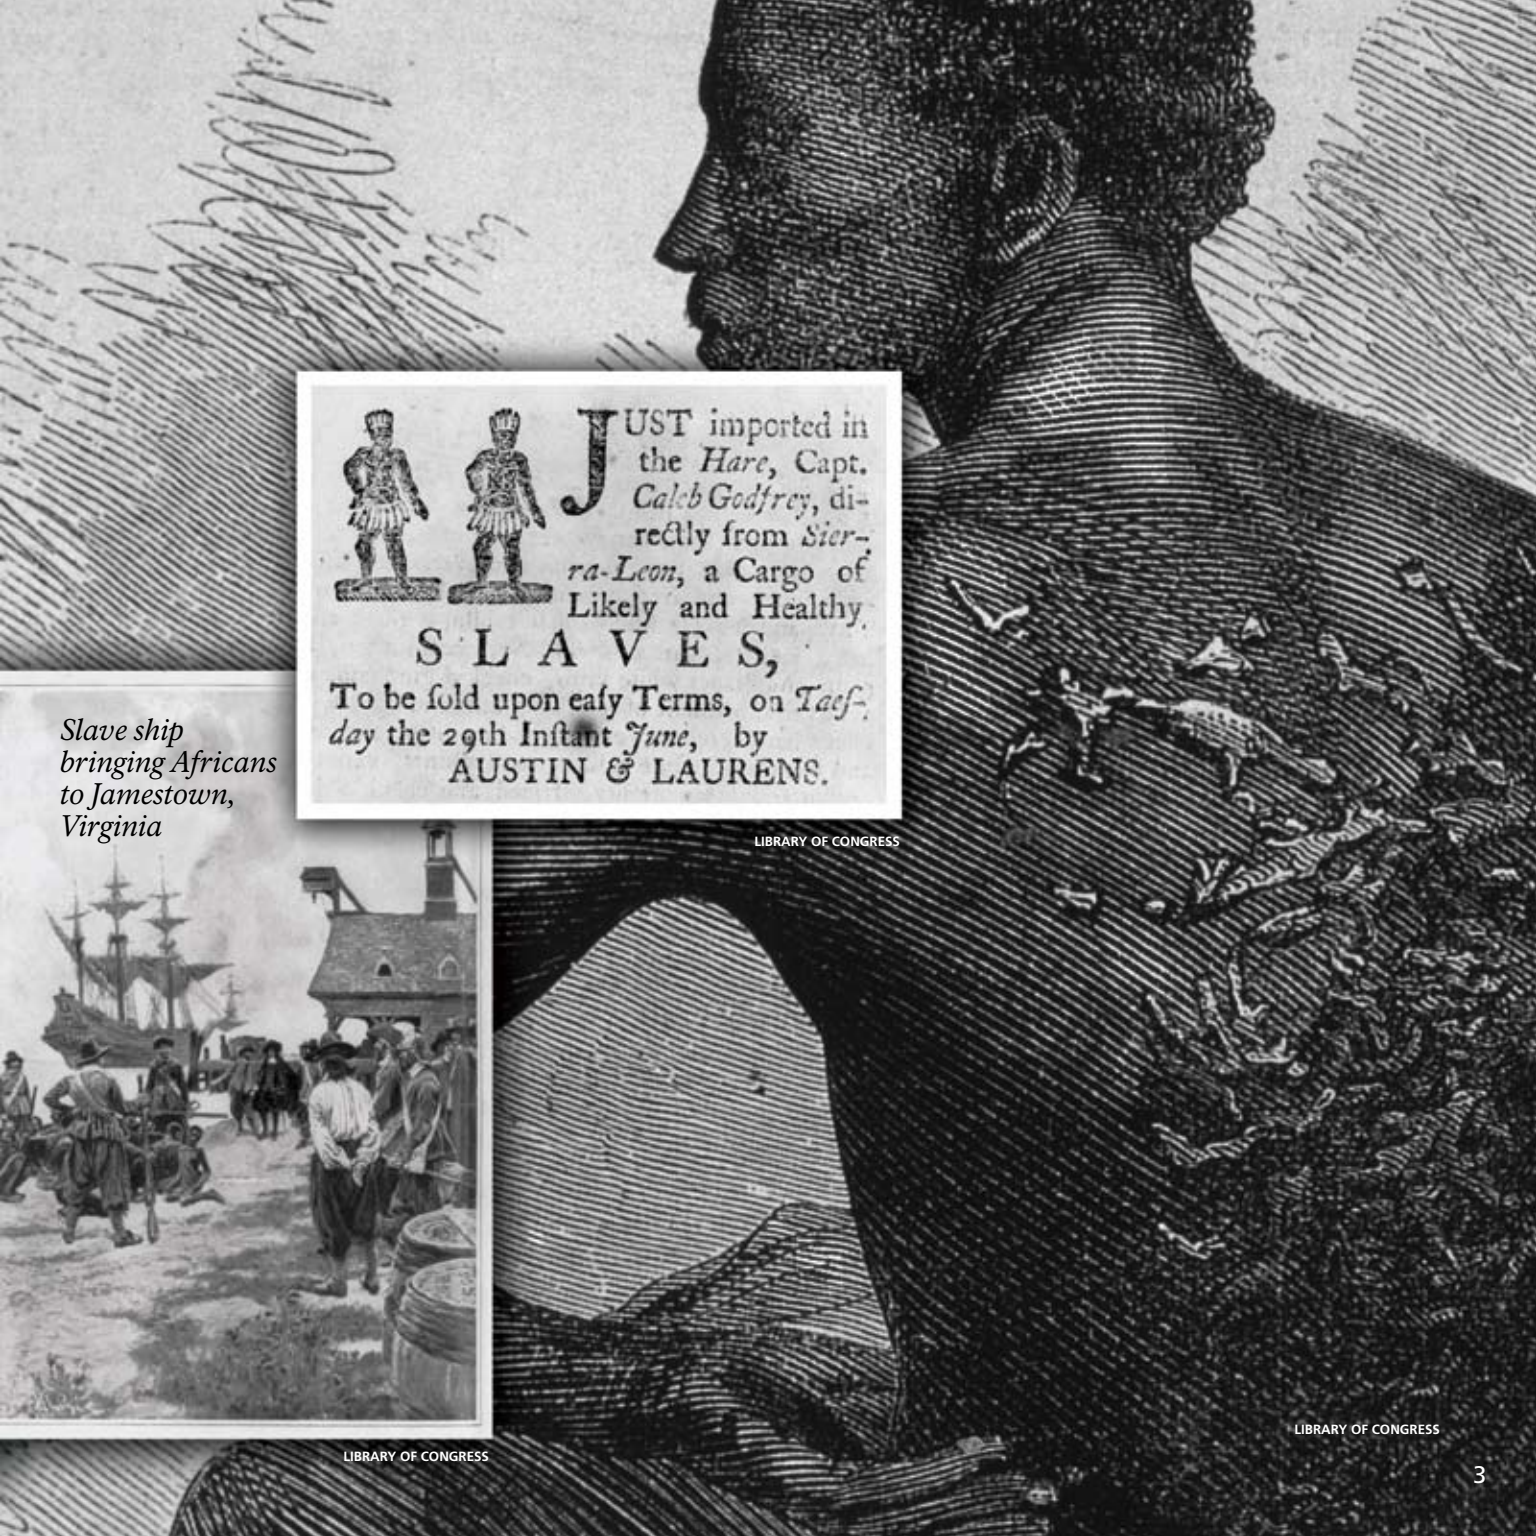 JUST imported in
the Hare, Capt.
Caleb Godfrey, di-
rectly from Sier-
ra-Leon, a Cargo of
Likely and Healthy
SLAVES,
To be ſold upon eaſy Terms, on Tueſ-
day the 29th Inſtant June, by
AUSTIN & LAURENS.
LIBRARY OF CONGRESS
Slave ship
bringing Africans
to Jamestown,
Virginia
LIBRARY OF CONGRESS
LIBRARY OF CONGRESS
3